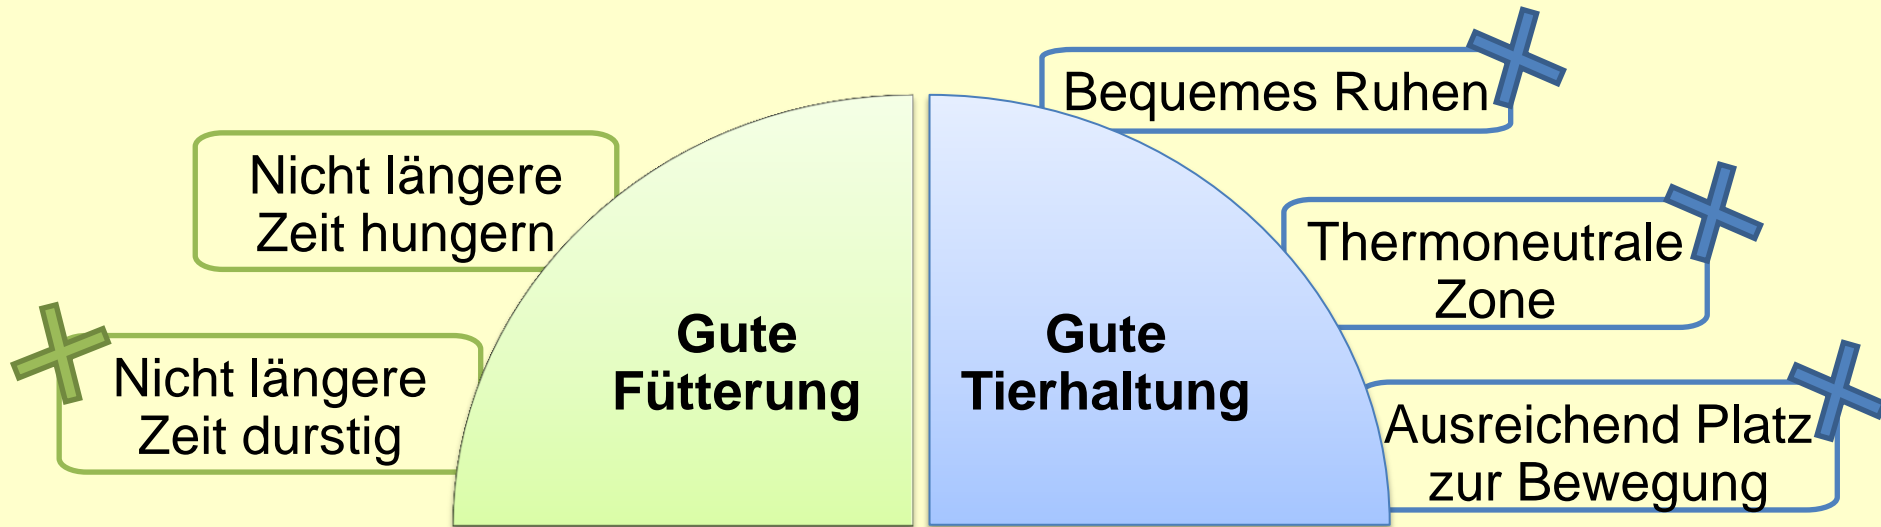 Nicht längere
Zeit hungern
Nicht längere
Zeit durstig
Gute
Fütterung
Gute
Tierhaltung
Bequemes Ruhen
Thermoneutrale
Zone
Ausreichend Platz
zur Bewegung